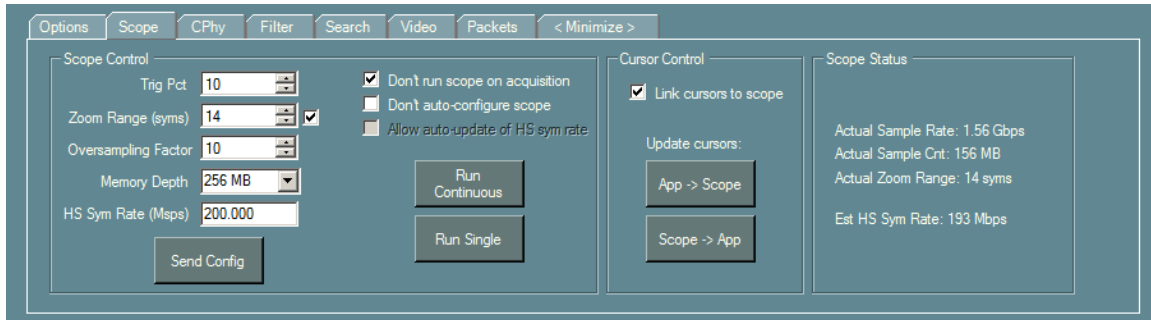 Options Scope CPhy Filter Search Video Packets < Minimize >
Scope Control
Trig Pct 10
Zoom Range (syms) 14
Oversampling Factor 10
Memory Depth 256 MB
HS Sym Rate (Msps) 200.000
Send Config
Don't run scope on acquisition
Don't auto-configure scope
Allow auto-update of HS sym rate
Run
Continuous
Run Single
Cursor Control
Link cursors to scope
Update cursors:
App -> Scope
Scope -> App
Scope Status
Actual Sample Rate: 1.56 Gbps
Actual Sample Cnt: 156 MB
Actual Zoom Range: 14 syms
Est HS Sym Rate: 193 Mbps